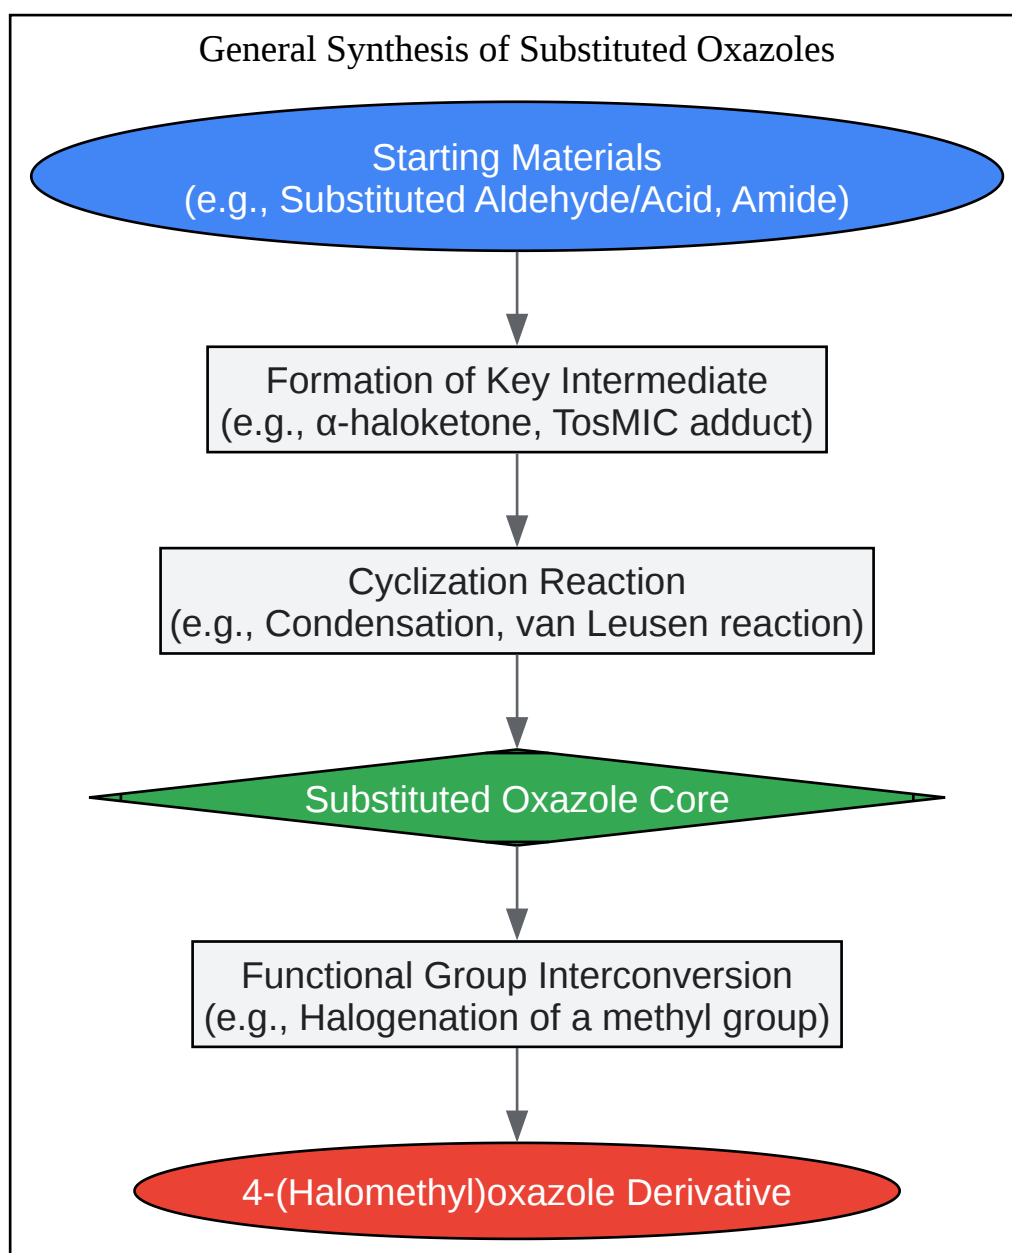 General Synthesis of Substituted Oxazoles
Starting Materials
(e.g., Substituted Aldehyde/Acid, Amide)
Formation of Key Intermediate
(e.g., α-haloketone, TosMIC adduct)
Cyclization Reaction
(e.g., Condensation, van Leusen reaction)
Substituted Oxazole Core
Functional Group Interconversion
(e.g., Halogenation of a methyl group)
4-(Halomethyl)oxazole Derivative